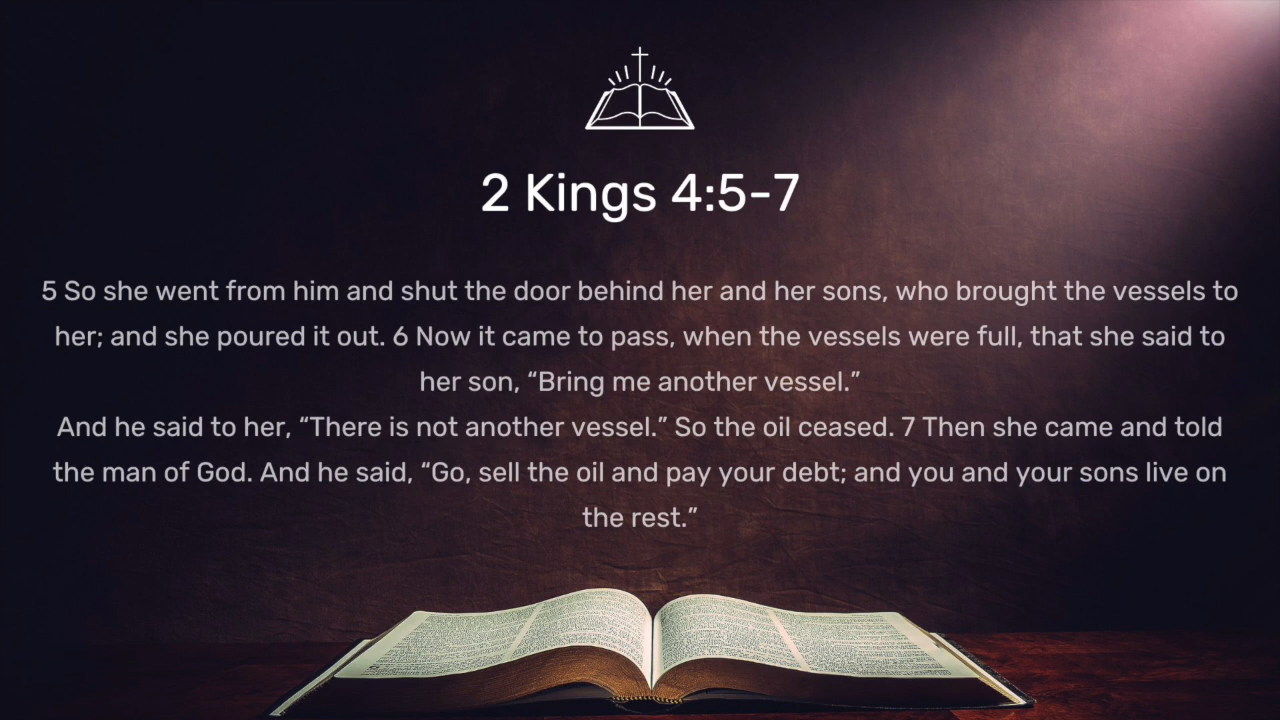 2 Kings 4:5-7
5 So she went from him and shut the door behind her and her sons, who brought the vessels to
her; and she poured it out. 6 Now it came to pass, when the vessels were full, that she said to
her son, “Bring me another vessel.”
And he said to her, “There is not another vessel.” So the oil ceased. 7 Then she came and told
the man of God. And he said, “Go, sell the oil and pay your debt; and you and your sons live on
the rest.”